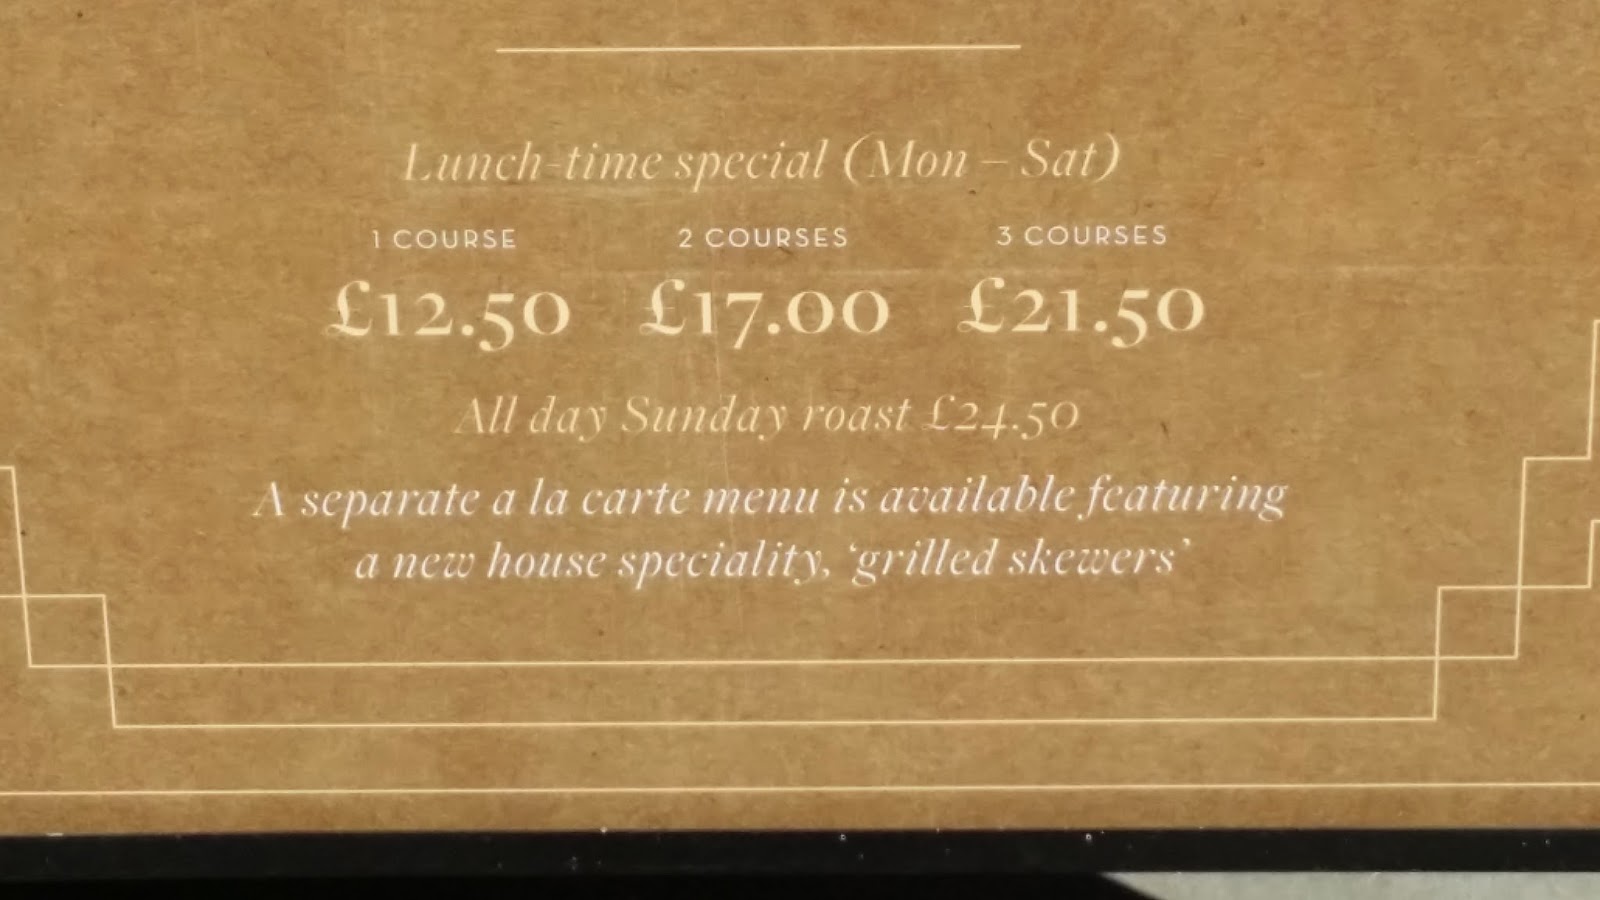 Lunch-time special (Mon – Sat)
1 COURSE 2 COURSES 3 COURSES
£12.50 £17.00 £21.50
All day Sunday roast £24.50
A separate a la carte menu is available featuring
a new house speciality, ‘grilled skewers’